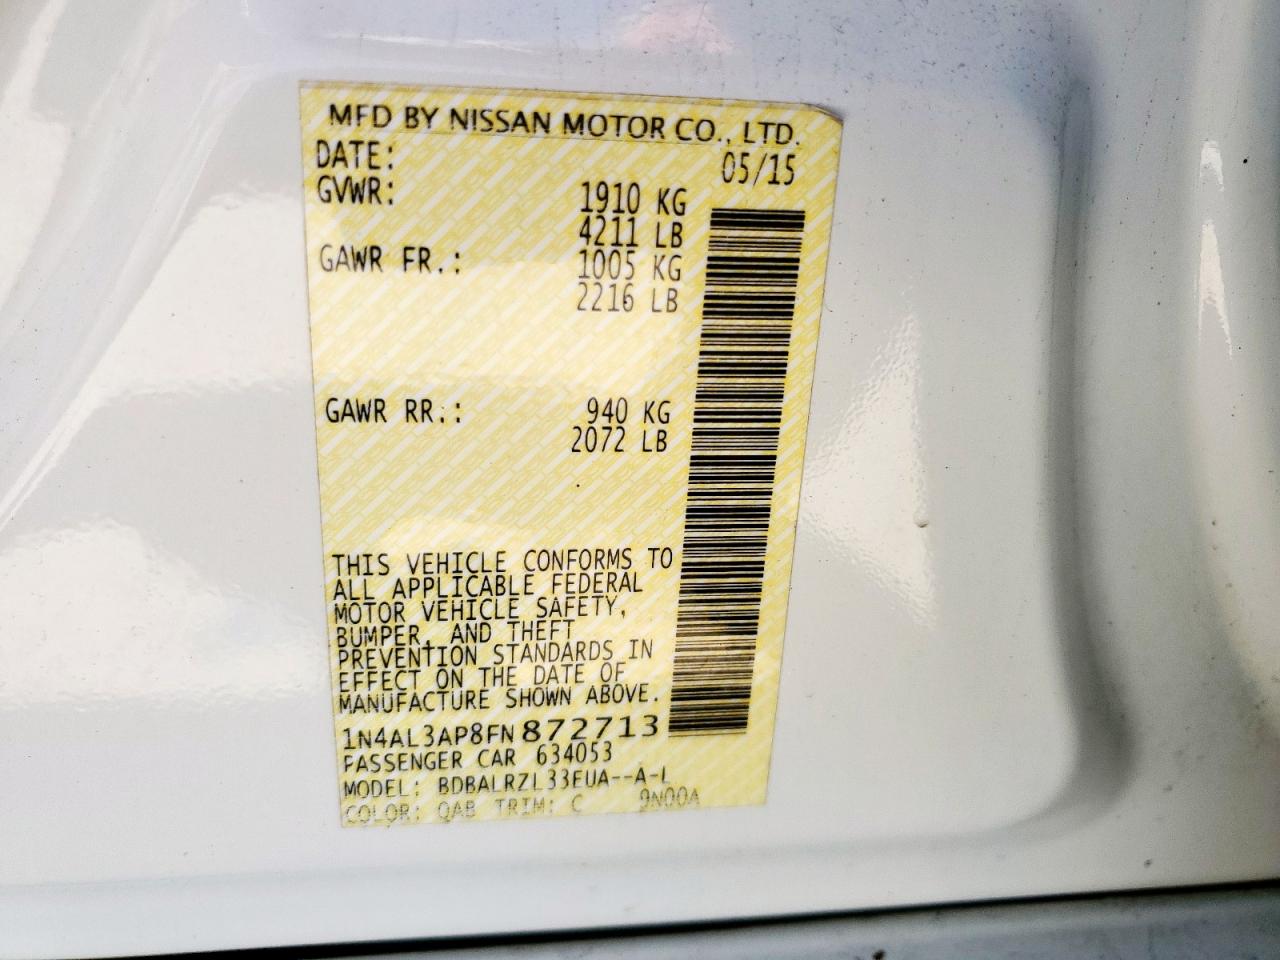 MFD BY NISSAN MOTOR CO., LTD.
DATE: 05/15
GVWR: 1910 KG
4211 LB
GAWR FR.: 1005 KG
2216 LB
GAWR RR.: 940 KG
2072 LB
THIS VEHICLE CONFORMS TO
ALL APPLICABLE FEDERAL
MOTOR VEHICLE SAFETY,
BUMPER, AND THEFT
PREVENTION STANDARDS IN
EFFECT ON THE DATE OF
MANUFACTURE SHOWN ABOVE.
1N4AL3AP8FN872713
PASSENGER CAR 634053
MODEL: BDBALRZL33EUA--A-L
COLOR: QAB TRIM: C 9N00A